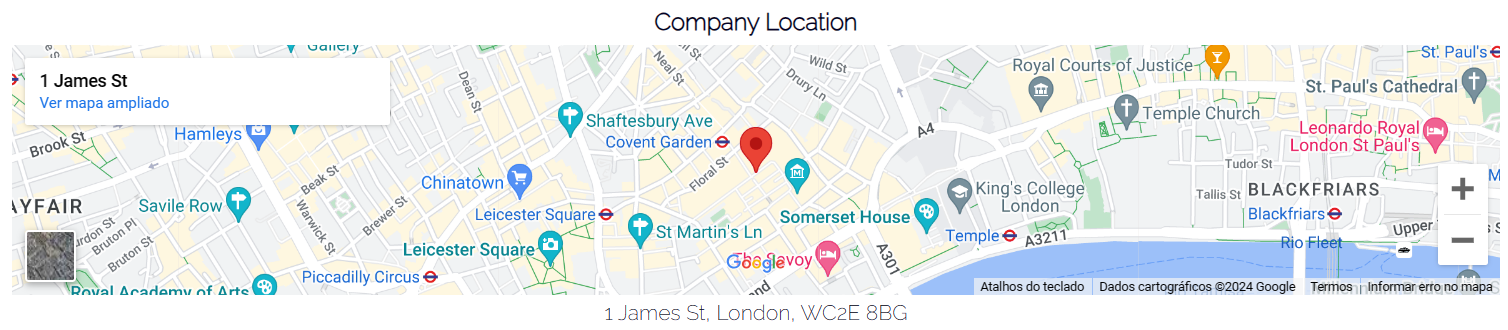 Company Location
Gallery
St. Paul's
1 James St
Ver mapa ampliado
Wild St
Neal St
Drury Ln
Dean St
Royal Courts of Justice
St. Paul's Cathedral
Hamleys
Shaftesbury Ave
Temple Church
A4
Brook St
Covent Garden
Leonardo Royal
London St Paul's
Floral St
Tudor St
Beak St
Chinatown
King's College
London
Tallis St
BLACKFRIARS
AYFAIR
Savile Row
Brewer St
Warwick St
Leicester Square
Somerset House
Blackfriars
St Martin's Ln
Temple
A3211
Upper
Rio Fleet
Bruton Pl
Bruton St
Leicester Square
A301
The Savoy
Google
Piccadilly Circus
Royal Academy of Arts
Atalhos do teclado
Dados cartográficos ©2024 Google
Termos
Informar erro no mapa
1 James St, London, WC2E 8BG